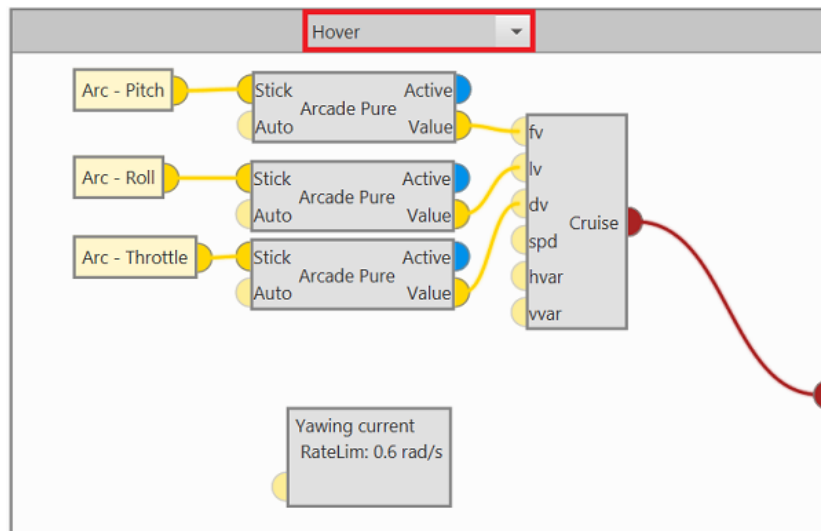 Hover
Arc - Pitch
Stick Active
Arcade Pure
Auto Value
Arc - Roll
Stick Active
Arcade Pure
Auto Value
Arc - Throttle
Stick Active
Arcade Pure
Auto Value
fv
lv
dv
Cruise
spd
hvar
vvar
Yawing current
RateLim: 0.6 rad/s